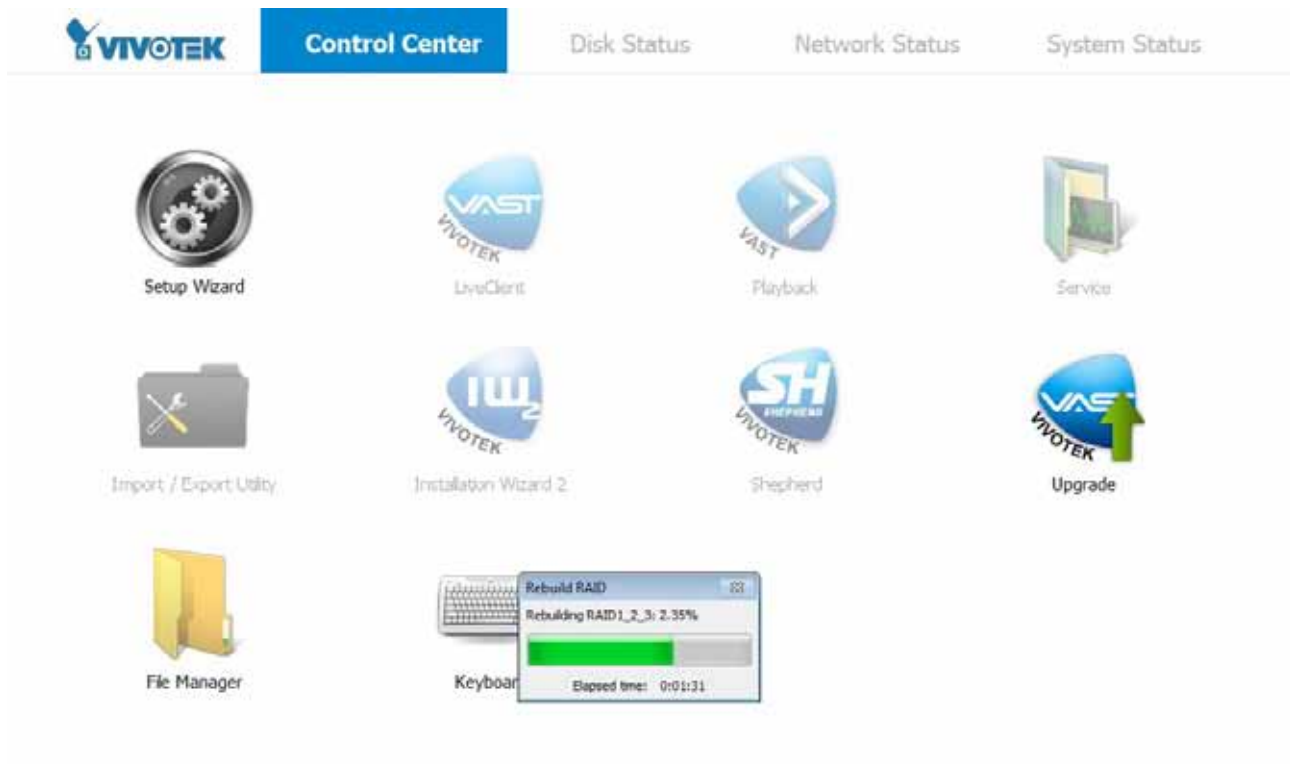 VIVOTEK Control Center Disk Status Network Status System Status
VAST
VIVOTEK
VAST
Setup Wizard LiveClient Playback Service
IW2
VIVOTEK
SH
SHEPHERD
VIVOTEK
VAST
VIVOTEK
Import / Export Utility Installation Wizard 2 Shepherd Upgrade
Rebuild RAID
Rebuilding RAID1_2_3: 2.35%
Elapsed time: 0:01:31
File Manager Keyboar